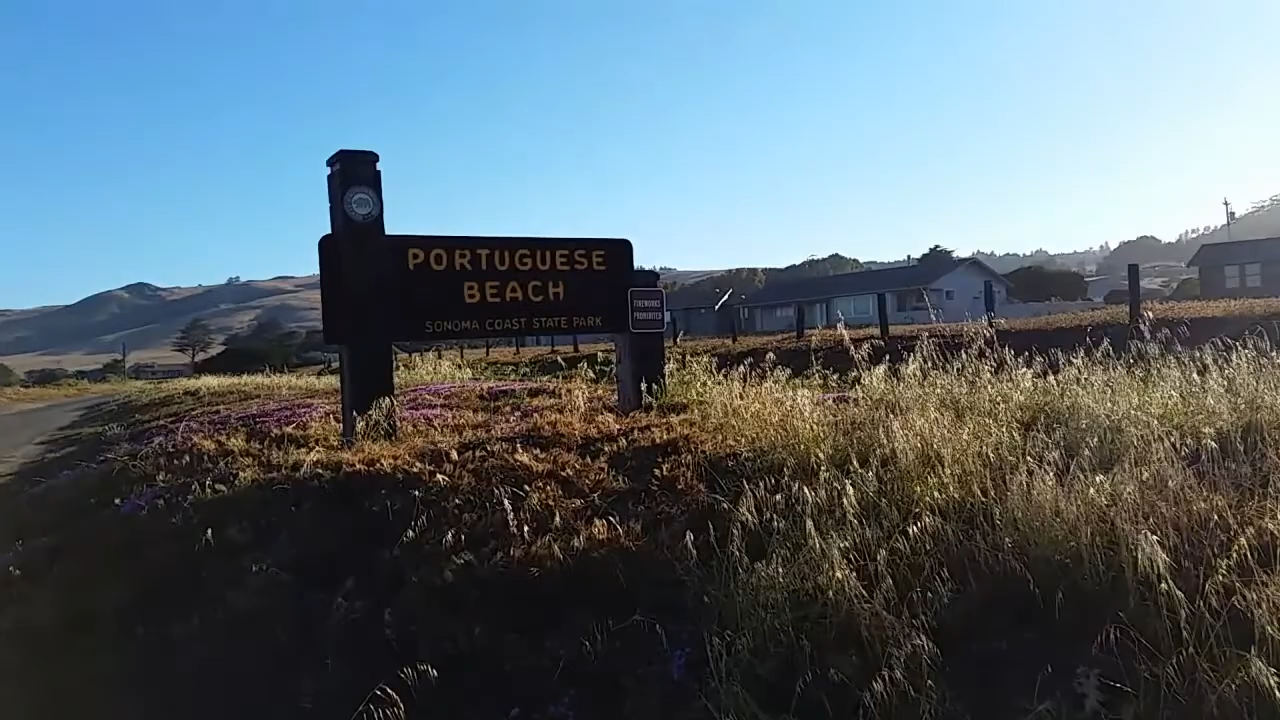 PORTUGUESE
BEACH
SONOMA COAST STATE PARK
FIREWORKS
PROHIBITED